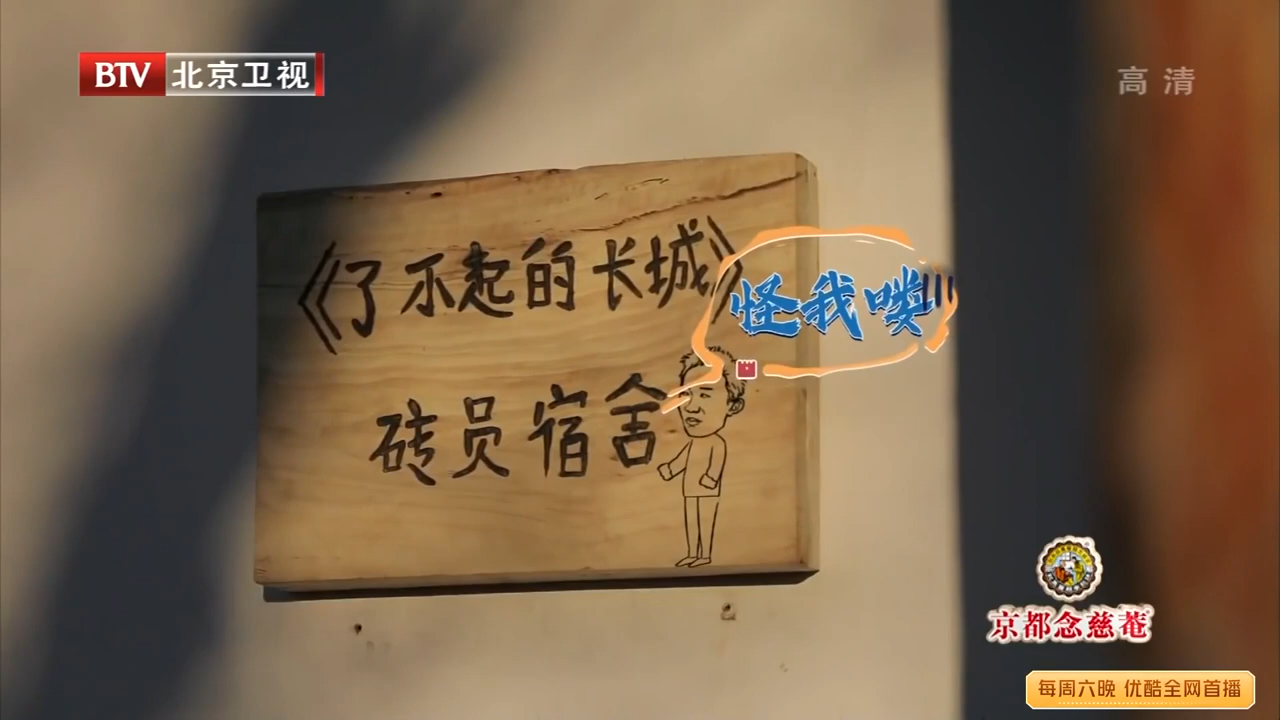 BTV 北京卫视
高清
《了不起的长城》
怪我喽!!!
砖员宿舍
京都念慈菴
每周六晚 优酷全网首播